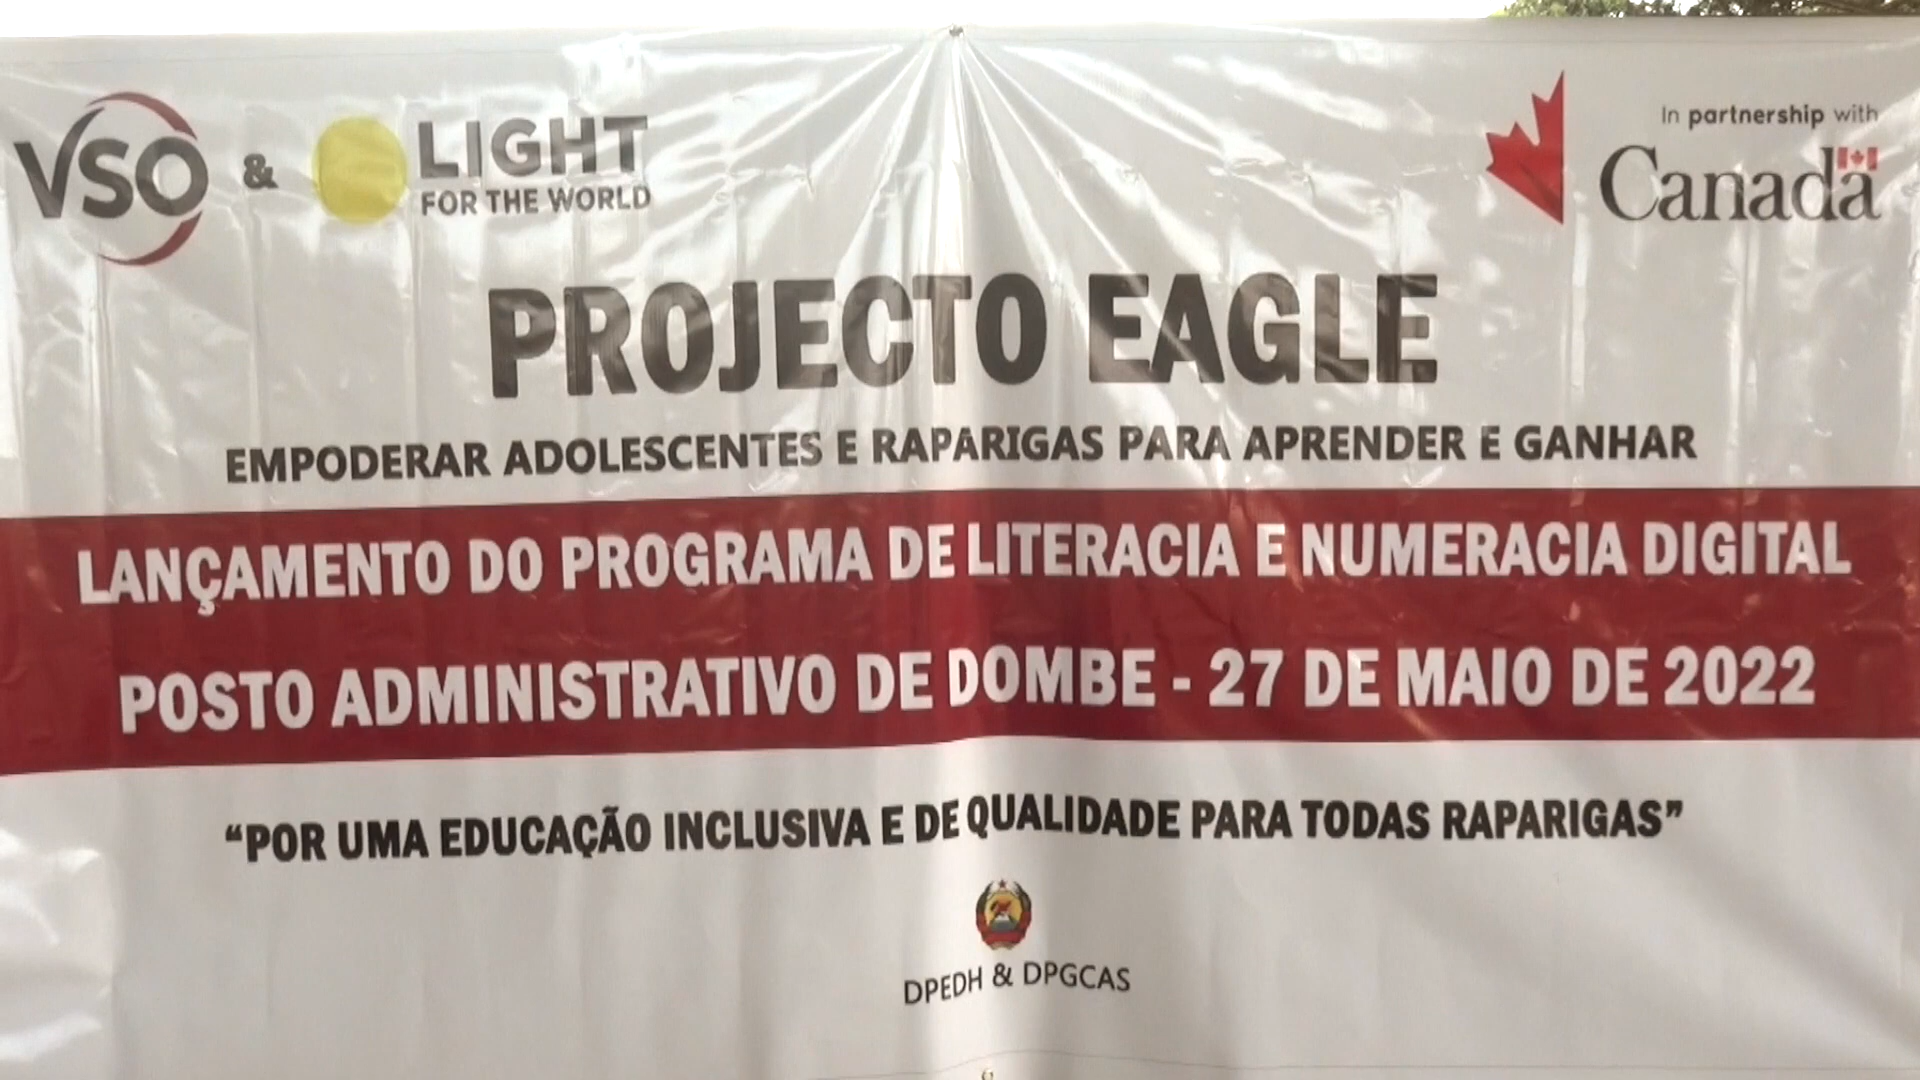 VSO & LIGHT FOR THE WORLD
In partnership with
Canada
PROJECTO EAGLE
EMPODERAR ADOLESCENTES E RAPARIGAS PARA APRENDER E GANHAR
LANÇAMENTO DO PROGRAMA DE LITERACIA E NUMERACIA DIGITAL
POSTO ADMINISTRATIVO DE DOMBE - 27 DE MAIO DE 2022
“POR UMA EDUCAÇÃO INCLUSIVA E DE QUALIDADE PARA TODAS RAPARIGAS”
DPEDH & DPGCAS